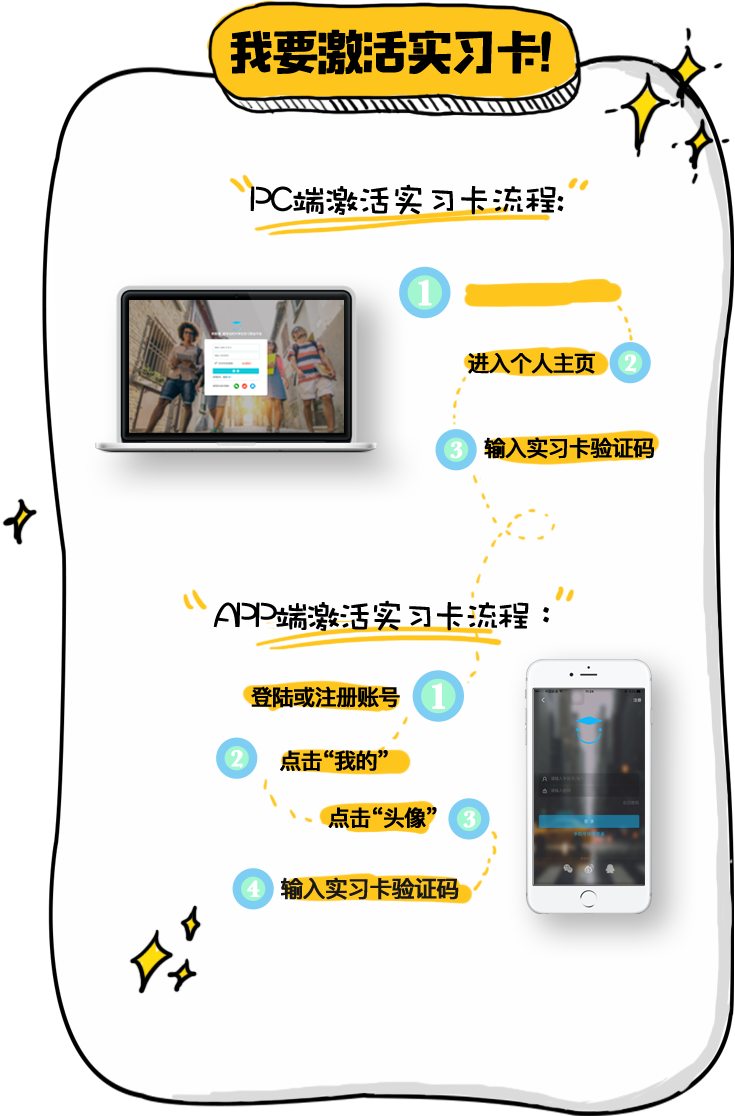 我要激活实习卡!
PC端激活实习卡流程:
1
进入个人主页
2
3
输入实习卡验证码
APP端激活实习卡流程：
登陆或注册账号
1
2
点击“我的”
点击“头像”
3
4
输入实习卡验证码